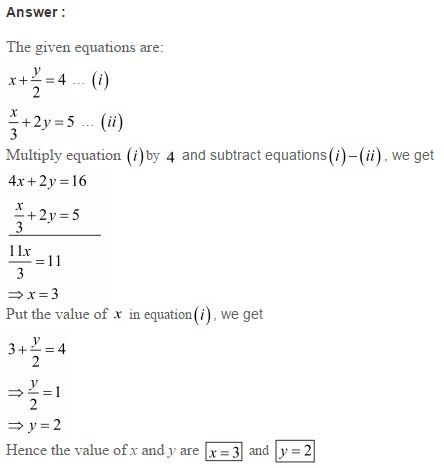 Answer :
The given equations are:
x + y/2 = 4 ... (i)
x/3 + 2y = 5 ... (ii)
Multiply equation (i) by 4 and subtract equations (i)−(ii), we get
4x + 2y = 16
x/3 + 2y = 5
11x/3 = 11
⇒ x = 3
Put the value of x in equation (i), we get
3 + y/2 = 4
⇒ y/2 = 1
⇒ y = 2
Hence the value of x and y are x = 3 and y = 2